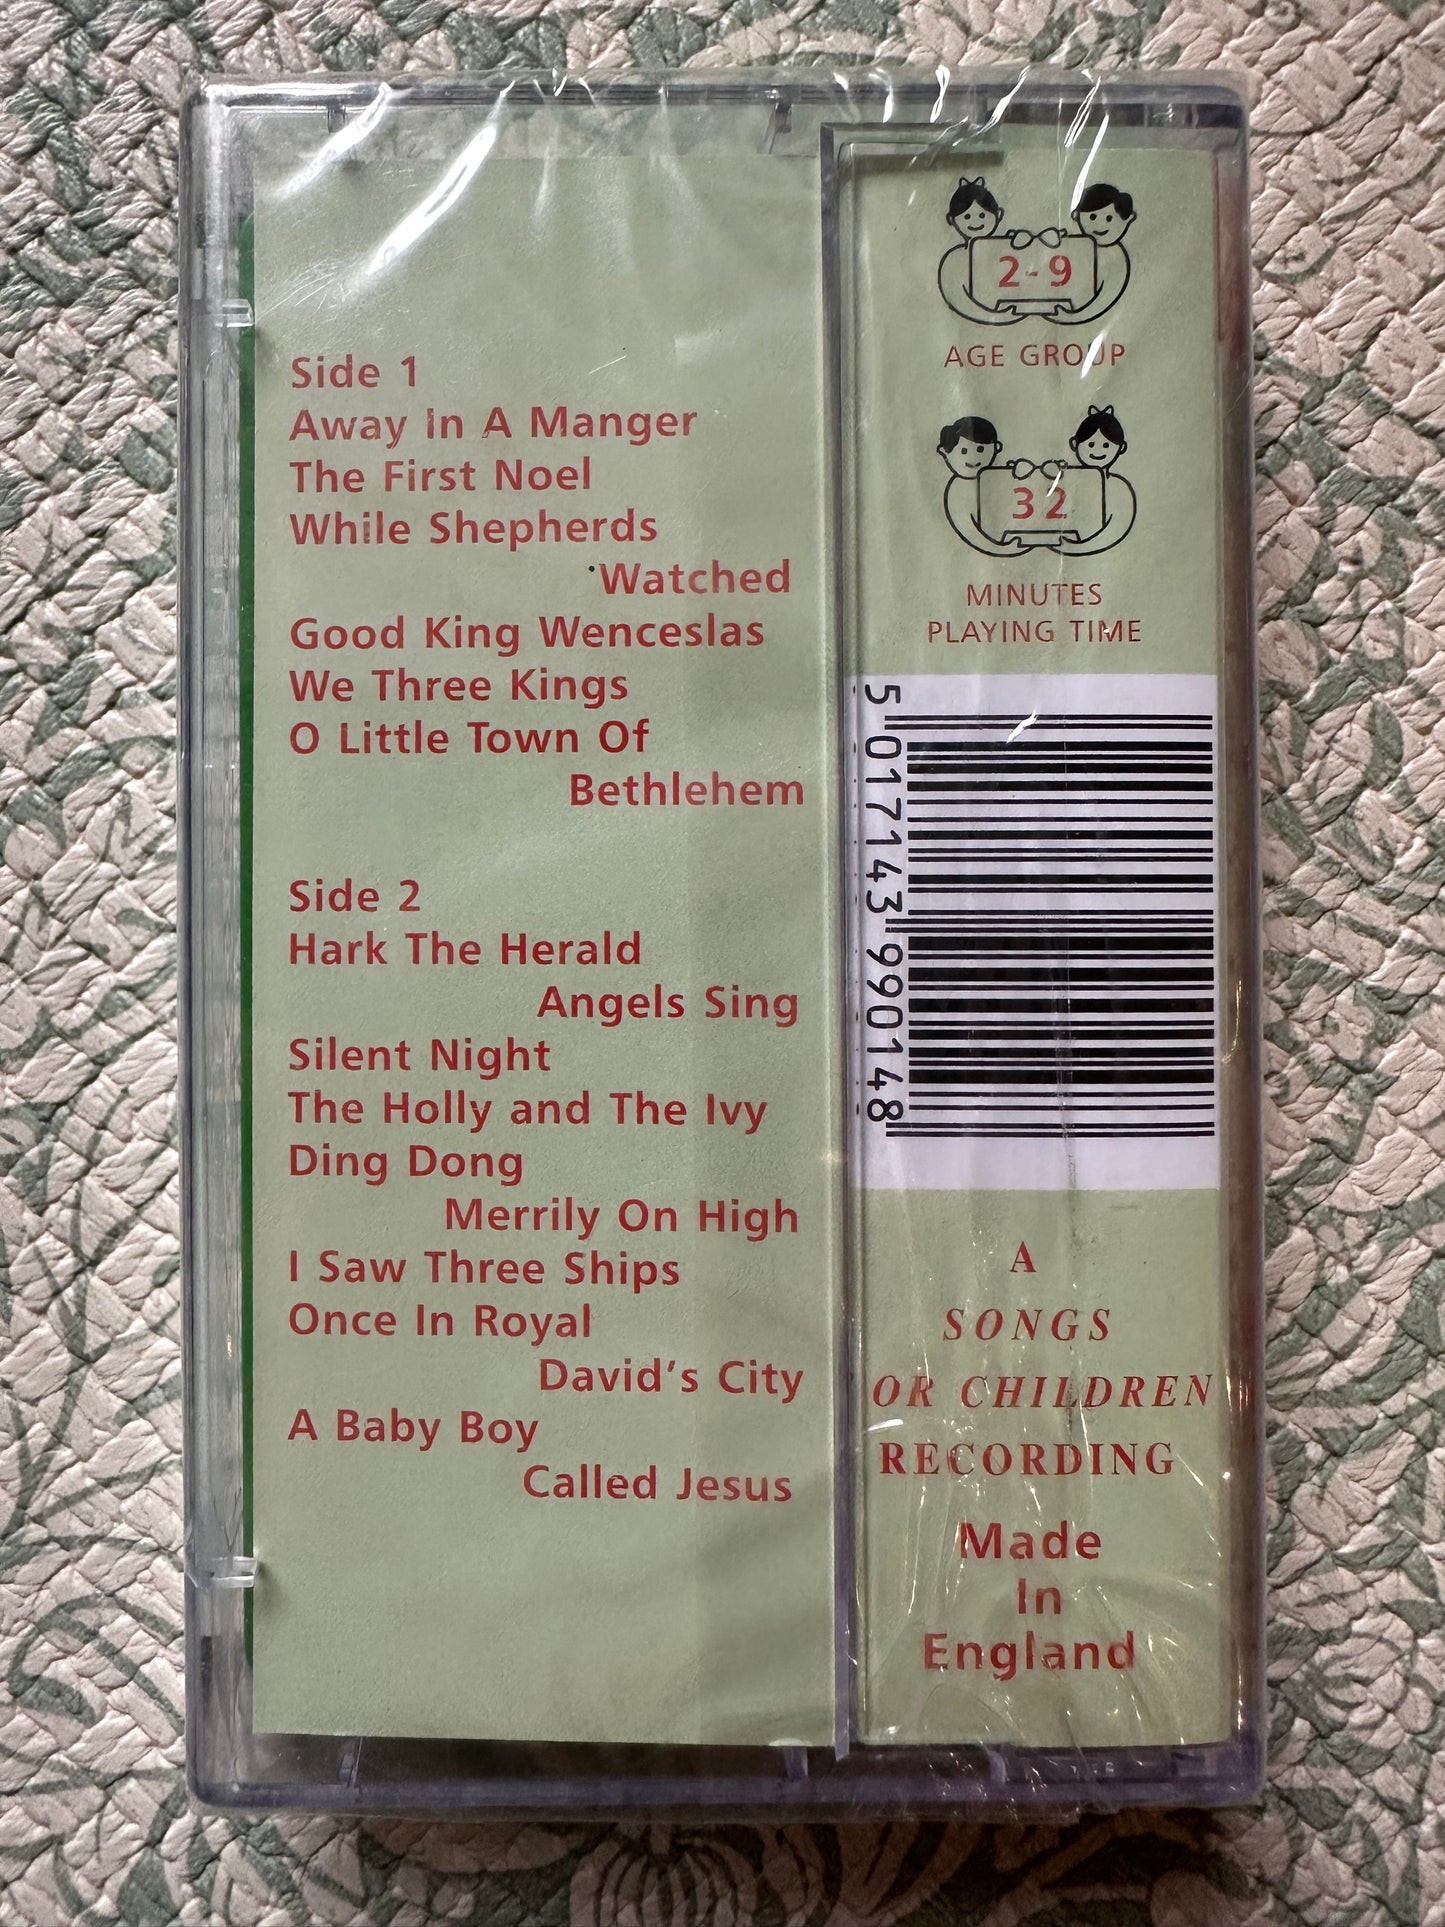 Side 1
Away In A Manger
The First Noel
While Shepherds
Watched
Good King Wenceslas
We Three Kings
O Little Town Of
Bethlehem
Side 2
Hark The Herald
Angels Sing
Silent Night
The Holly and The Ivy
Ding Dong
Merrily On High
I Saw Three Ships
Once In Royal
David's City
A Baby Boy
Called Jesus
2-9
AGE GROUP
32
MINUTES
PLAYING TIME
5 017143 990148
A
SONGS
OR CHILDREN
RECORDING
Made
In
England